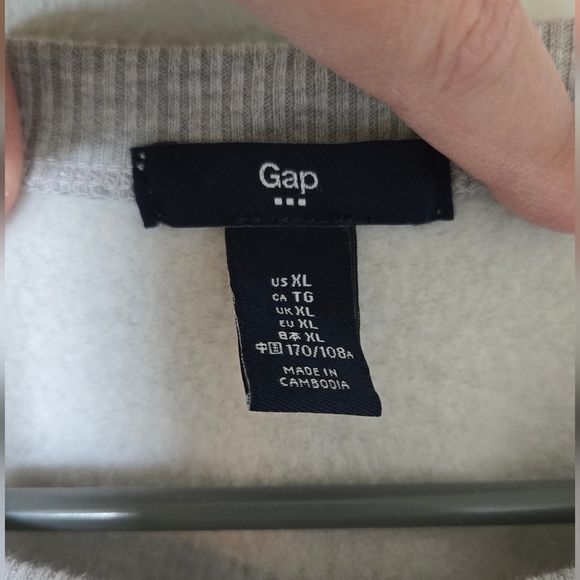 Gap
US XL
CA TG
UK XL
EU XL
日本 XL
中国 170/108A
MADE IN
CAMBODIA